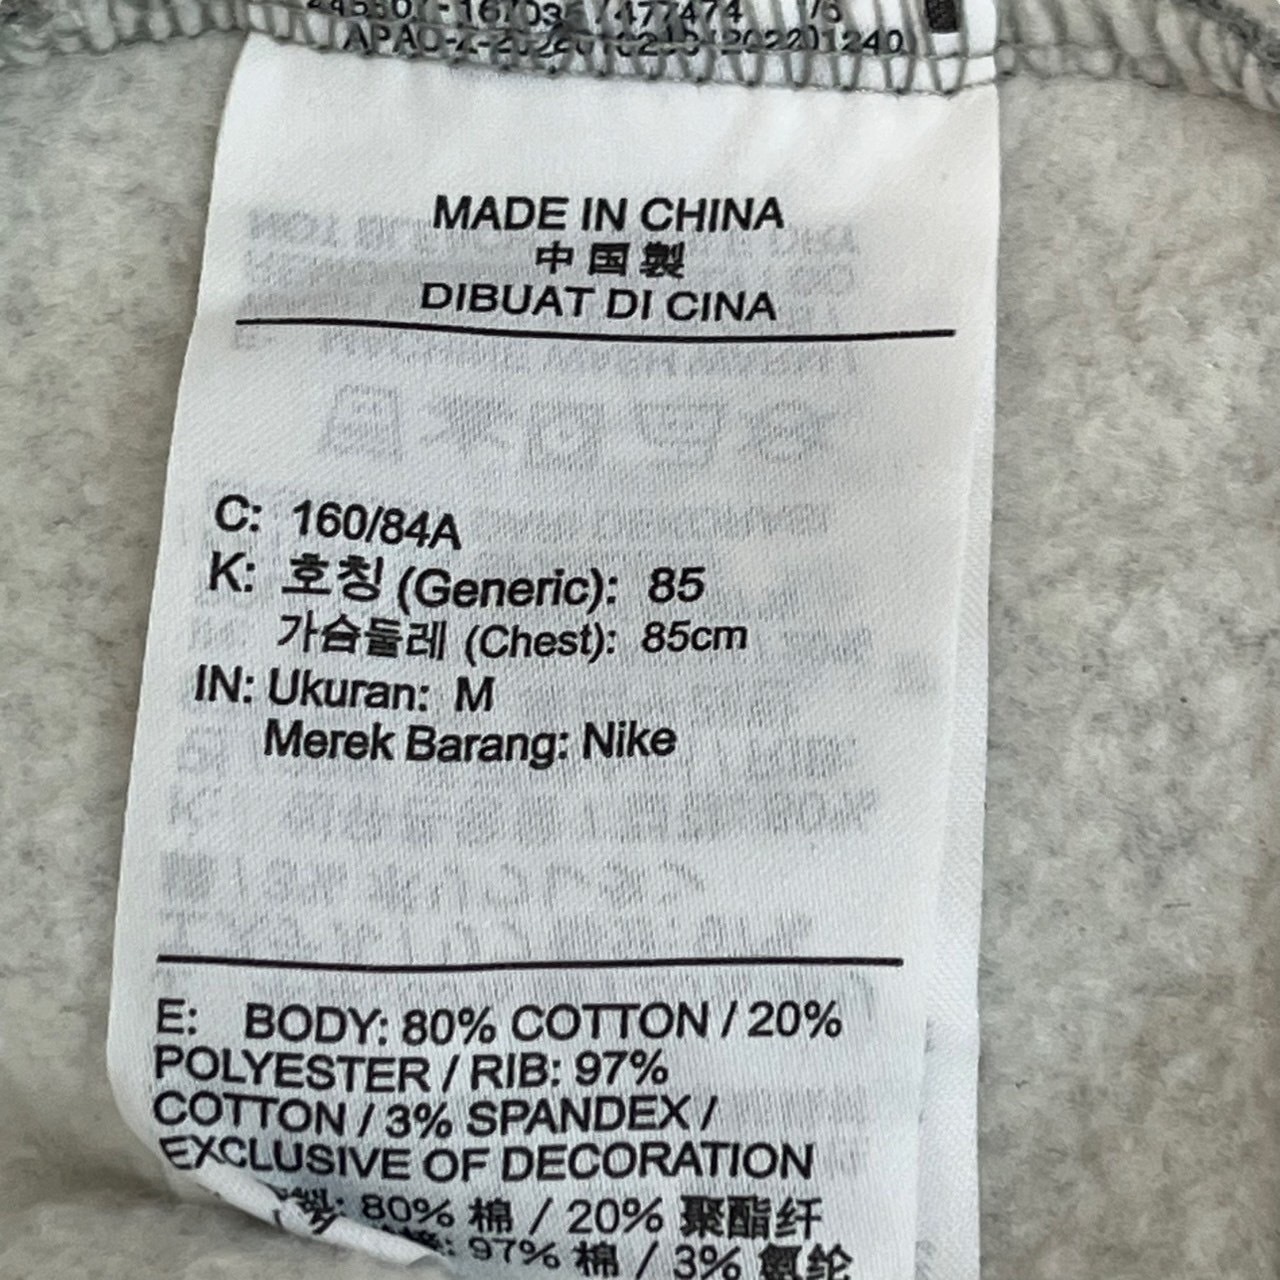 MADE IN CHINA
中国製
DIBUAT DI CINA
C: 160/84A
K: 호칭 (Generic): 85
가슴둘레 (Chest): 85cm
IN: Ukuran: M
Merek Barang: Nike
E: BODY: 80% COTTON / 20%
POLYESTER / RIB: 97%
COTTON / 3% SPANDEX /
EXCLUSIVE OF DECORATION
80% 棉 / 20% 聚酯纤
97% 棉 / 3% 氨纶